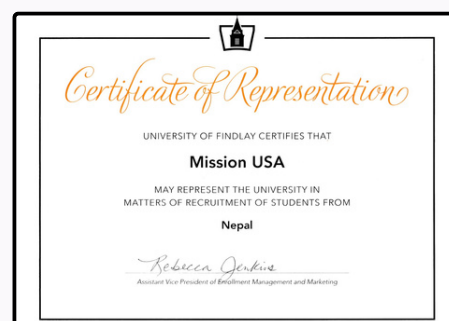 Certificate of Representation
UNIVERSITY OF FINDLAY CERTIFIES THAT
Mission USA
MAY REPRESENT THE UNIVERSITY IN
MATTERS OF RECRUITMENT OF STUDENTS FROM
Nepal
Rebecca Jenkins
Assistant Vice President of Enrollment Management and Marketing